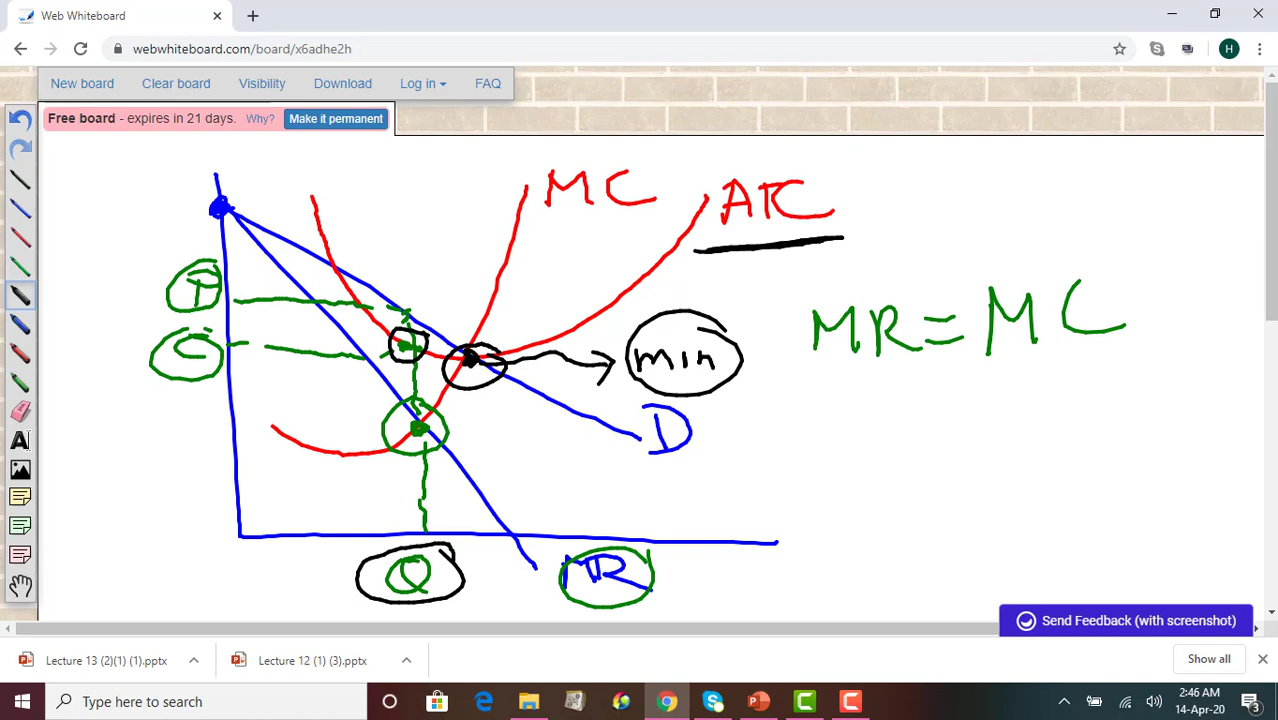 Web Whiteboard
webwhiteboard.com/board/x6adhe2h
H
New board Clear board Visibility Download Log in FAQ
Free board - expires in 21 days. Why? Make it permanent
MC
ATC
P
MR=MC
C
min
D
A
Q
MR
Send Feedback (with screenshot)
Lecture 13 (2)(1) (1).pptx
Lecture 12 (1) (3).pptx
Show all
Type here to search
2:46 AM
14-Apr-20
3